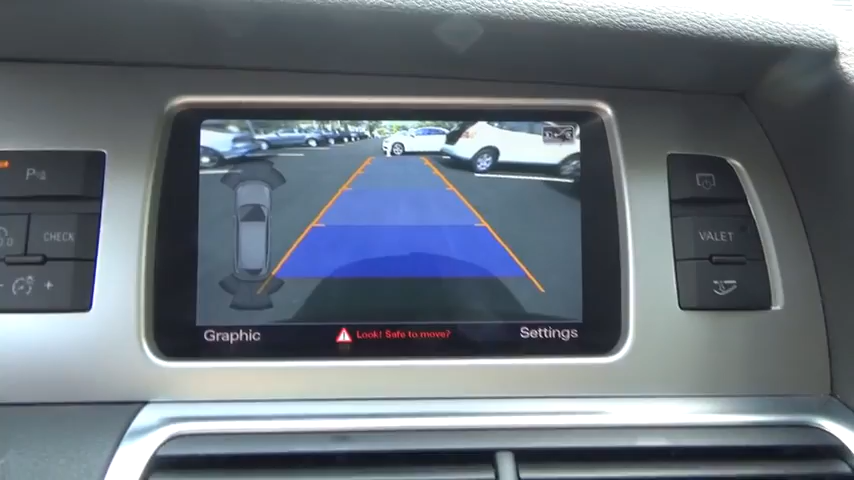 P
CHECK
VALET
Graphic
Look! Safe to move?
Settings